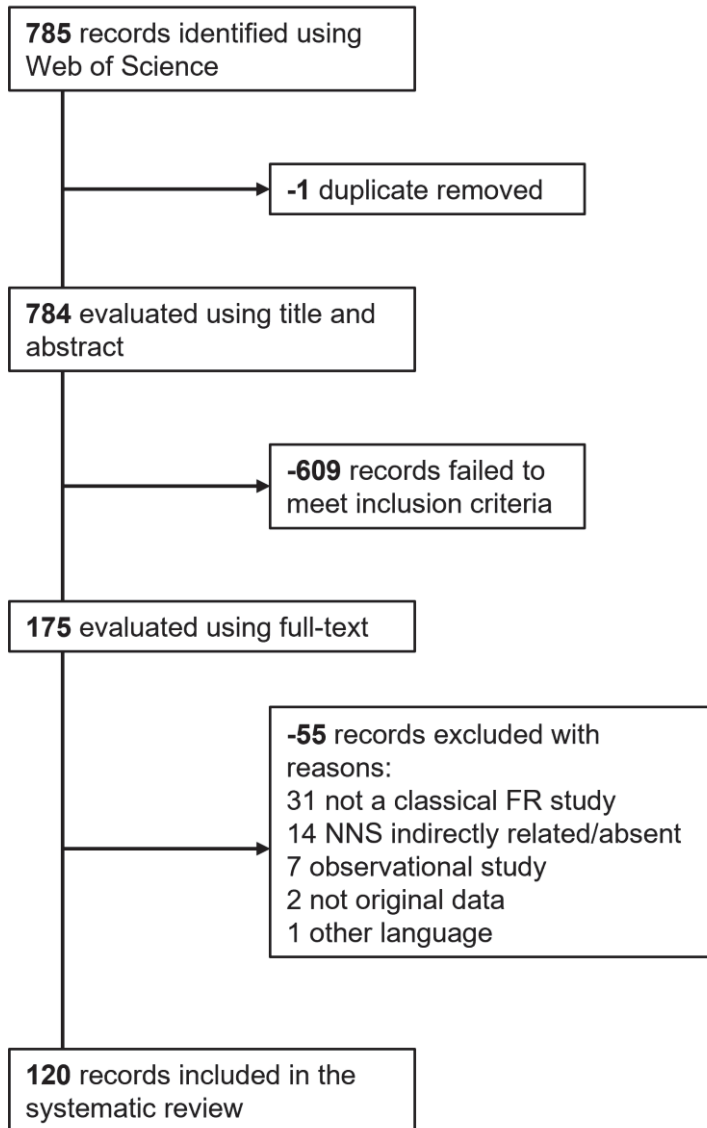 785 records identified using
Web of Science
-1 duplicate removed
784 evaluated using title and
abstract
-609 records failed to
meet inclusion criteria
175 evaluated using full-text
-55 records excluded with
reasons:
31 not a classical FR study
14 NNS indirectly related/absent
7 observational study
2 not original data
1 other language
120 records included in the
systematic review